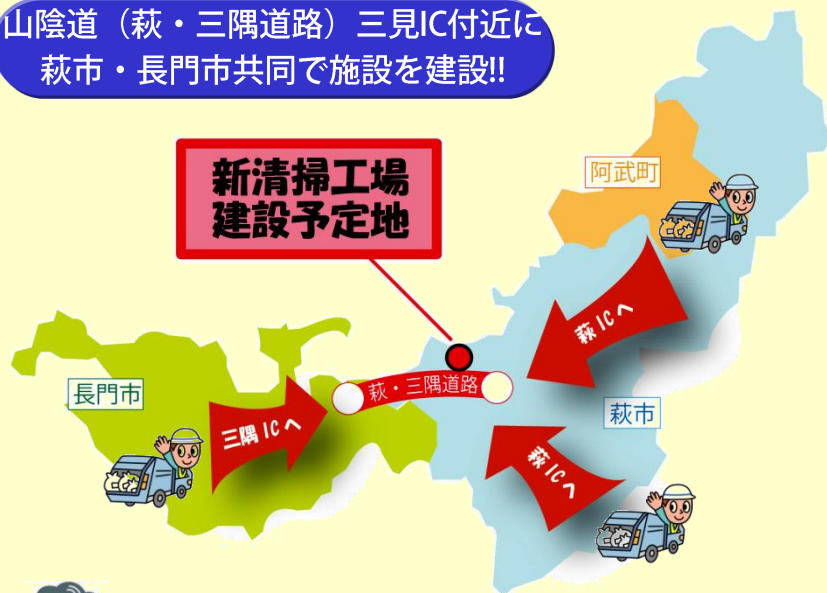 山陰道（萩・三隅道路）三見IC付近に
萩市・長門市共同で施設を建設!!
新清掃工場
建設予定地
阿武町
萩ICへ
長門市
萩・三隅道路
三隅ICへ
萩市
萩ICへ